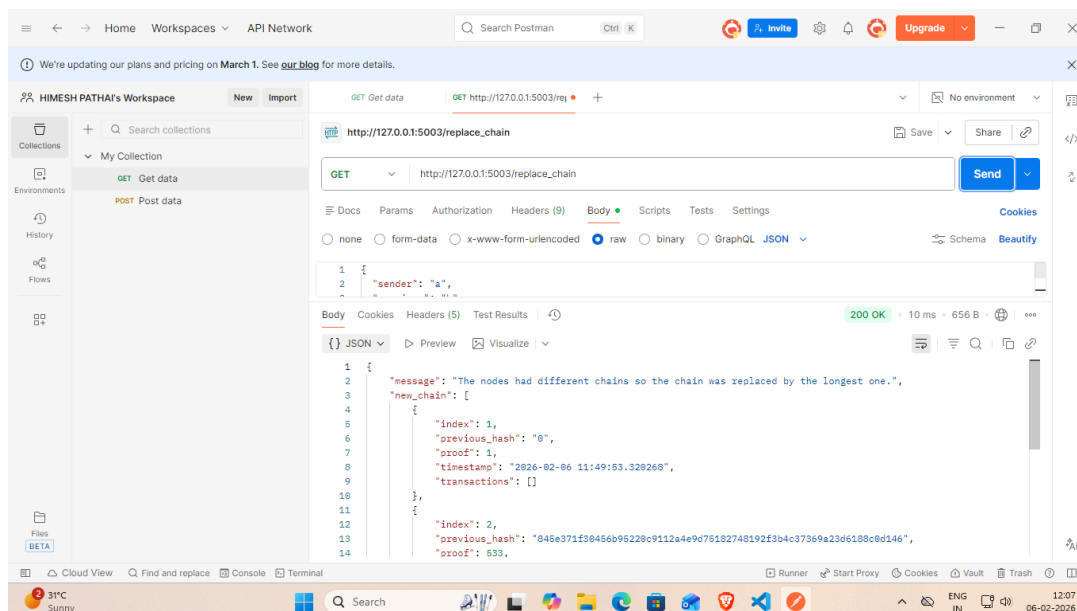 Home Workspaces API Network Search Postman Ctrl K Invite Upgrade
We're updating our plans and pricing on March 1. See our blog for more details.
HIMESH PATHAI's Workspace New Import GET Get data GET http://127.0.0.1:5003/rep No environment
Collections Search collections HTTP http://127.0.0.1:5003/replace_chain Save Share
My Collection
GET Get data GET http://127.0.0.1:5003/replace_chain Send
Environments
POST Post data
History
Docs Params Authorization Headers (9) Body Scripts Tests Settings Cookies
none form-data x-www-form-urlencoded raw binary GraphQL JSON Schema Beautify
Flows
1 {
2 "sender": "a",
Body Cookies Headers (5) Test Results 200 OK 10 ms 656 B
{} JSON Preview Visualize
1 {
2 "message": "The nodes had different chains so the chain was replaced by the longest one.",
3 "new_chain": [
4 {
5 "index": 1,
6 "previous_hash": "0",
7 "proof": 1,
8 "timestamp": "2026-02-06 11:49:53.320268",
9 "transactions": []
10 },
11 {
12 "index": 2,
13 "previous_hash": "845e371f30456b95220c9112a4e9d75182748192f3b4c37369a23d6188c0d146",
14 "proof": 533,
Files
BETA
Cloud View Find and replace Console Terminal Runner Start Proxy Cookies Vault Trash
2 31°C
Sunny
Search
ENG
IN
12:07
06-02-2026